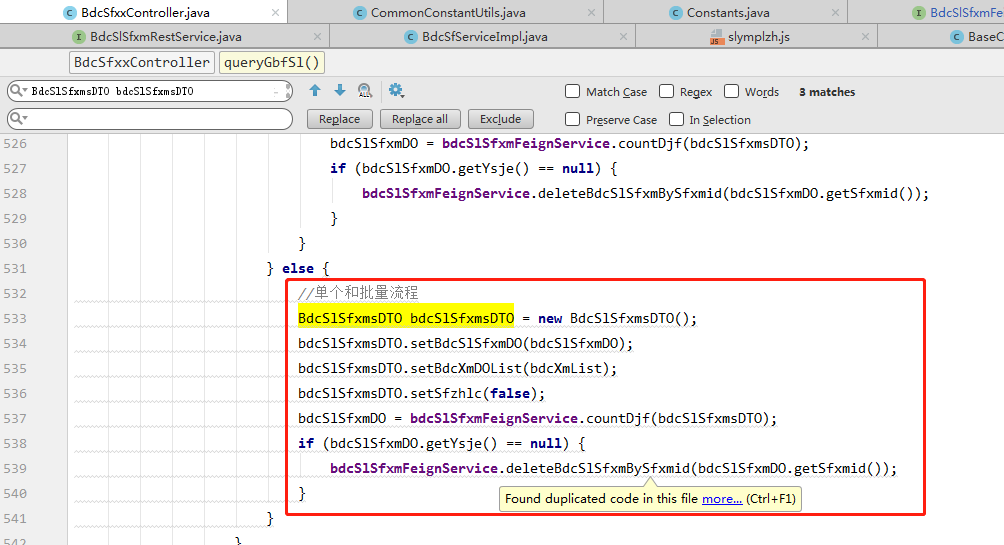 BdcSfxxController.java
CommonConstantUtils.java
Constants.java
BdcSlSfxmFei
BdcSlSfxmRestService.java
BdcSfServiceImpl.java
slymplzh.js
BaseC
BdcSfxxController
queryGbfSl()
BdcSlSfxmsDTO bdcSlSfxmsDTO
Match Case
Regex
Words
3 matches
Replace
Replace all
Exclude
Preserve Case
In Selection
526 bdcSlSfxmDO = bdcSlSfxmFeignService.countDjf(bdcSlSfxmsDTO);
527 if (bdcSlSfxmDO.getYsje() == null) {
528 bdcSlSfxmFeignService.deleteBdcSlSfxmBySfxmid(bdcSlSfxmDO.getSfxmid());
529 }
530 }
531 } else {
532 //单个和批量流程
533 BdcSlSfxmsDTO bdcSlSfxmsDTO = new BdcSlSfxmsDTO();
534 bdcSlSfxmsDTO.setBdcSlSfxmDO(bdcSlSfxmDO);
535 bdcSlSfxmsDTO.setBdcXmDOList(bdcXmList);
536 bdcSlSfxmsDTO.setSfzhlc(false);
537 bdcSlSfxmDO = bdcSlSfxmFeignService.countDjf(bdcSlSfxmsDTO);
538 if (bdcSlSfxmDO.getYsje() == null) {
539 bdcSlSfxmFeignService.deleteBdcSlSfxmBySfxmid(bdcSlSfxmDO.getSfxmid());
540 }
Found duplicated code in this file more... (Ctrl+F1)
541 }
542 }